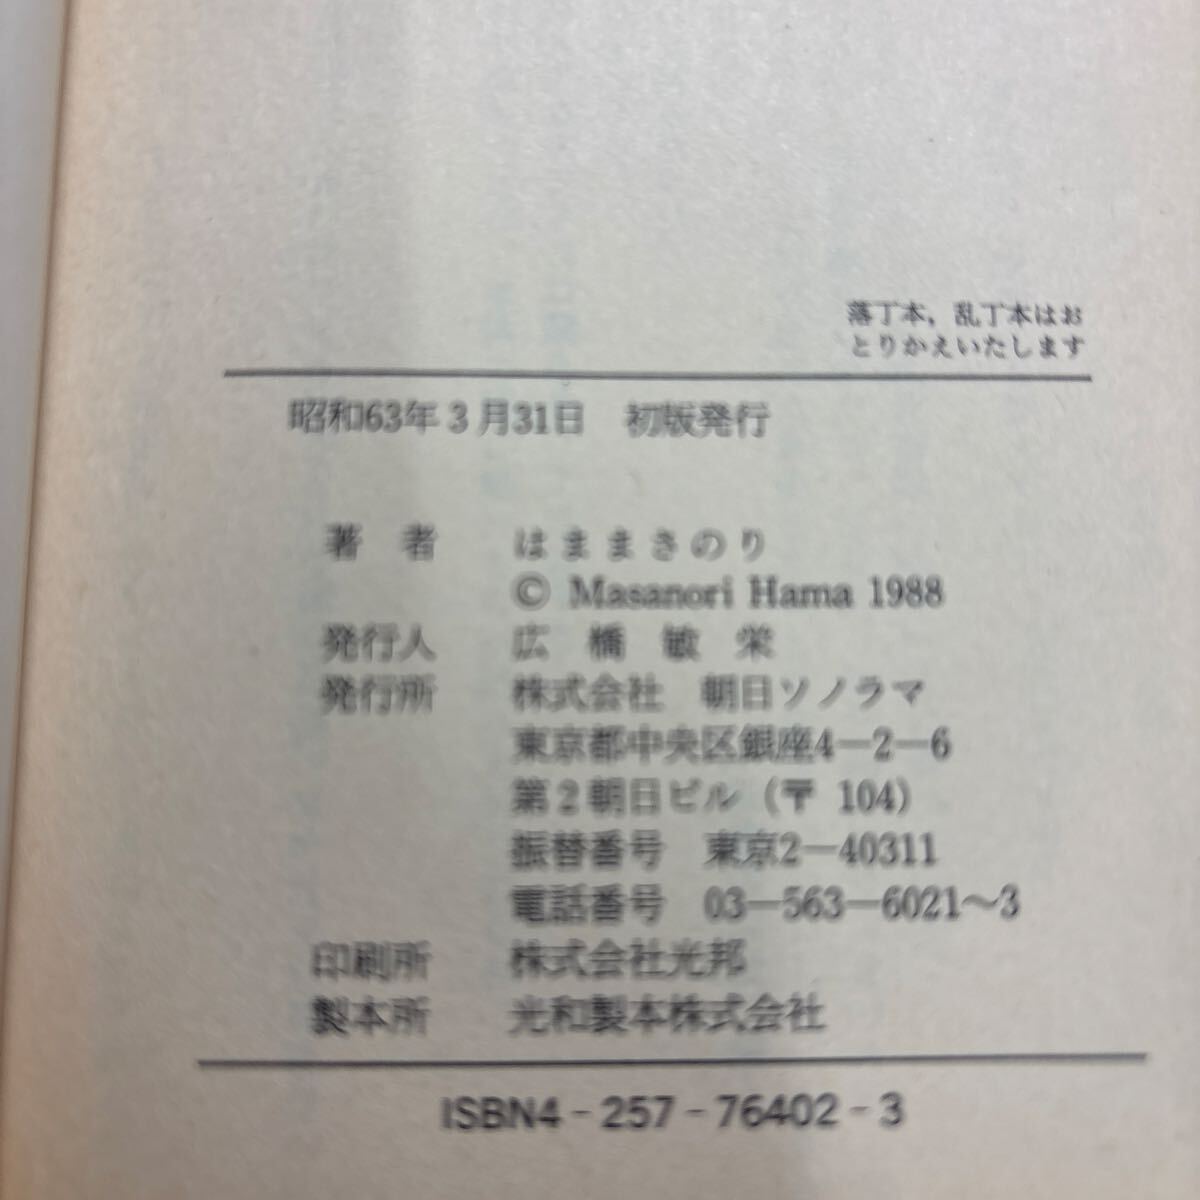 落丁本，乱丁本はお
とりかえいたします
昭和63年3月31日　初版発行
著　者　はままさのり
© Masanori Hama 1988
発行人　広　橋　敏　栄
発行所　株式会社　朝日ソノラマ
東京都中央区銀座4—2—6
第2朝日ビル（〒 104）
振替番号　東京2—40311
電話番号　03—563—6021〜3
印刷所　株式会社光邦
製本所　光和製本株式会社
ISBN4-257-76402-3